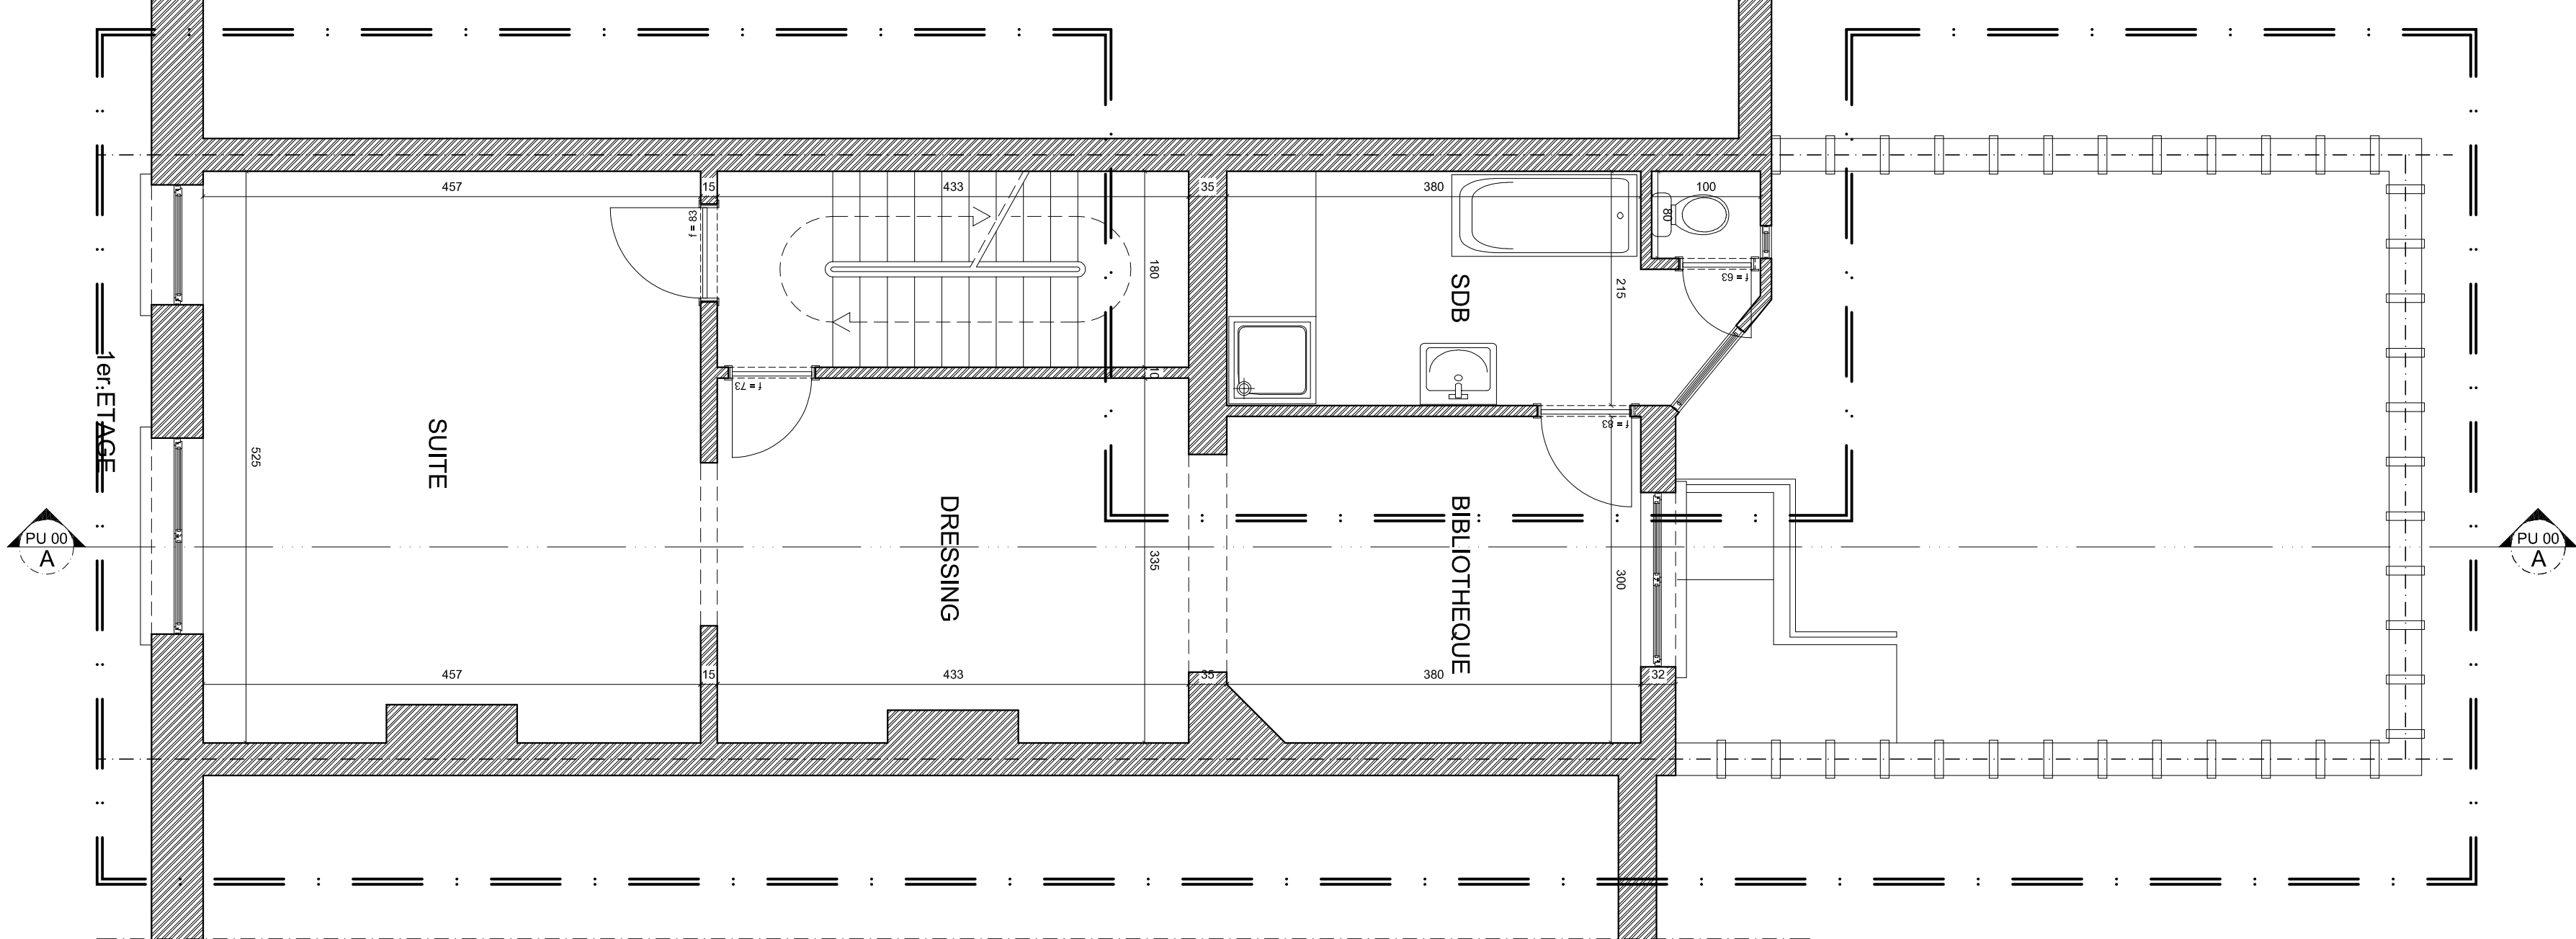 457
15
433
35
380
100
f = 83
80
180
SDB
215
f = 63
1er:ETAGE
10
f = 73
SUITE
525
f = 83
DRESSING
BIBLIOTHEQUE
PU 00
A
335
300
PU 00
A
457
15
433
35
380
32